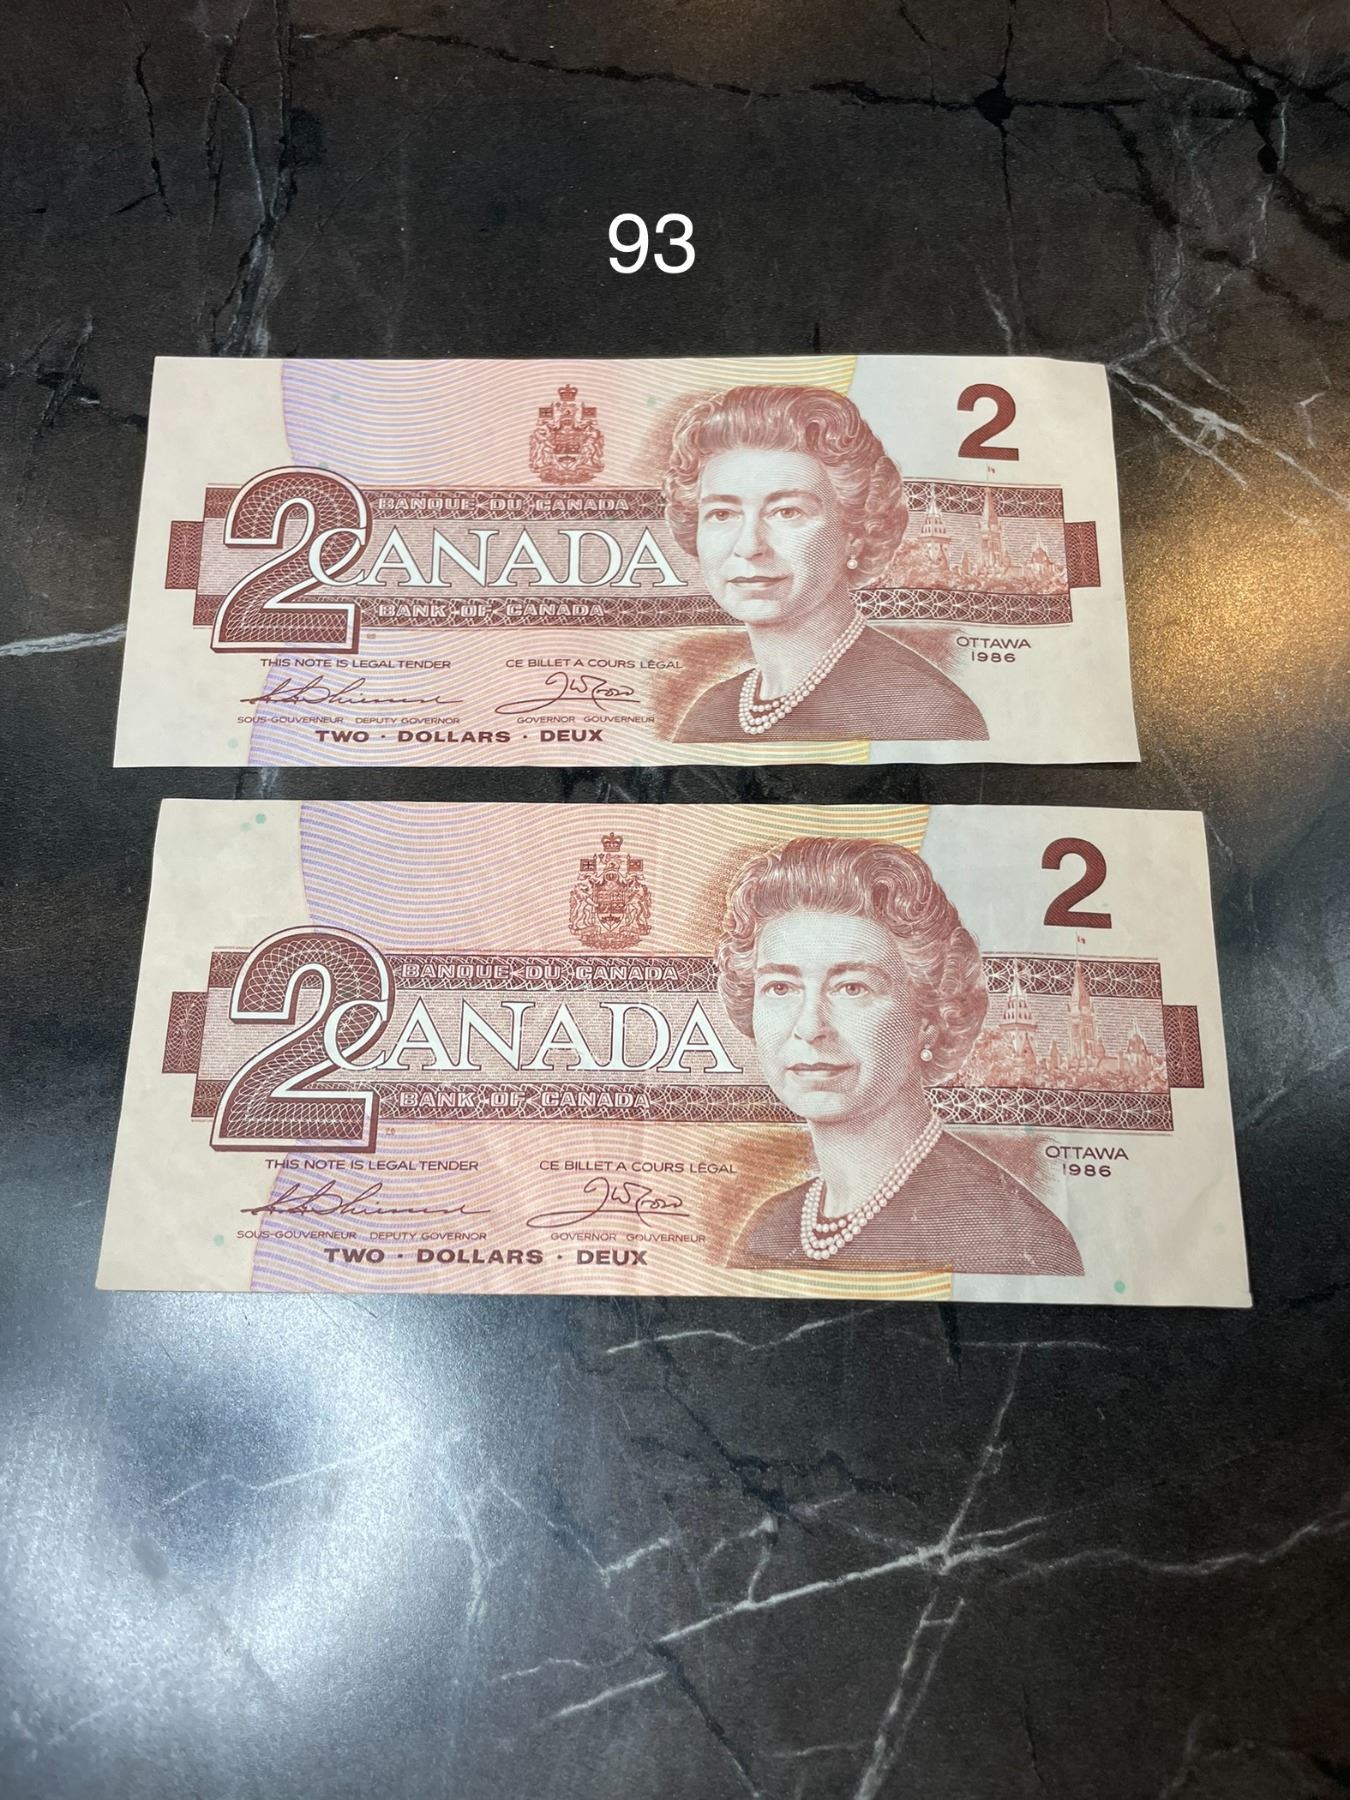 93
2
BANQUE DU CANADA
2 CANADA
BANK OF CANADA
OTTAWA
1986
THIS NOTE IS LEGAL TENDER CE BILLET A COURS LÉGAL
SOUS-GOUVERNEUR DEPUTY GOVERNOR GOVERNOR GOUVERNEUR
TWO · DOLLARS · DEUX
2
BANQUE DU CANADA
2 CANADA
BANK OF CANADA
OTTAWA
1986
THIS NOTE IS LEGAL TENDER CE BILLET A COURS LÉGAL
SOUS-GOUVERNEUR DEPUTY GOVERNOR GOVERNOR GOUVERNEUR
TWO · DOLLARS · DEUX